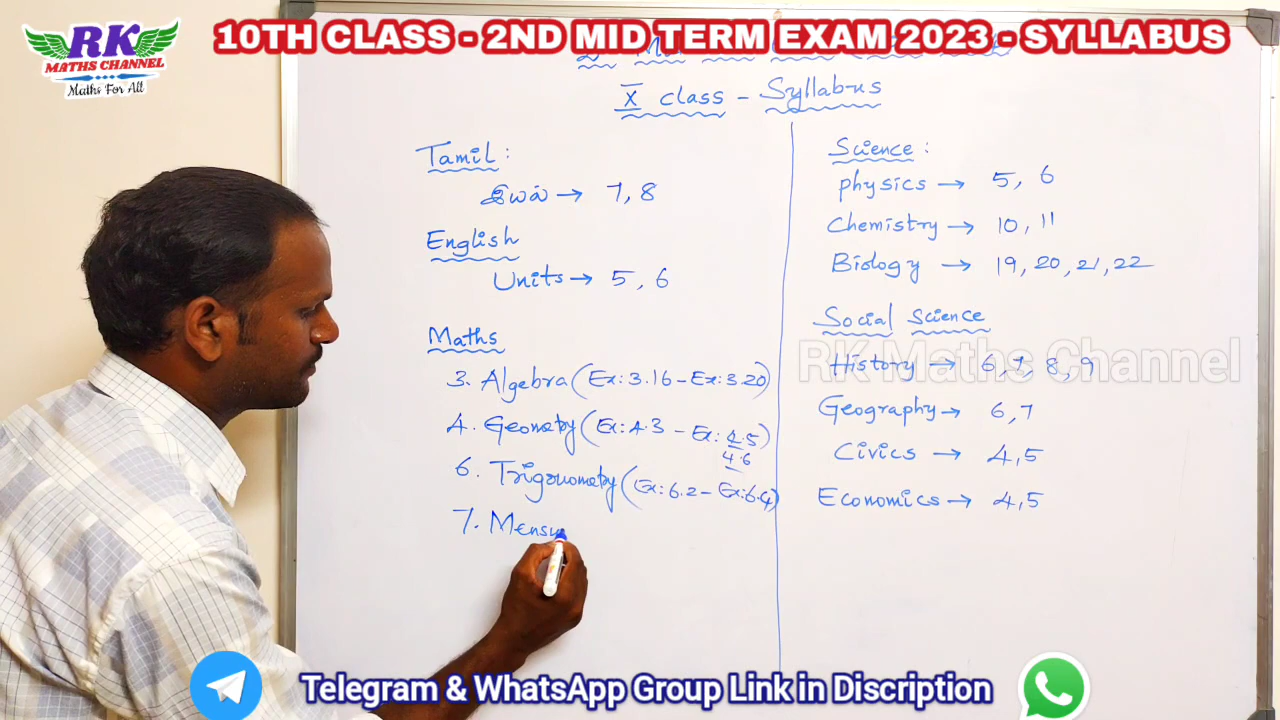 RK
MATHS CHANNEL
Maths For All
10TH CLASS - 2ND MID TERM EXAM 2023 - SYLLABUS
X class - Syllabus
Tamil :
இயல் → 7, 8
English
Units → 5, 6
Maths
3. Algebra (Ex: 3.16 - Ex: 3.20)
4. Geometry (Ex: 4.3 - Ex: 4.5)
4.6
6. Trigonometry (Ex: 6.2 - Ex: 6.4)
7. Mensu
Science :
physics → 5, 6
Chemistry → 10, 11
Biology → 19, 20, 21, 22
Social Science
History → 6, 7, 8, 9
Geography → 6, 7
Civics → 4, 5
Economics → 4, 5
RK Maths Channel
Telegram & WhatsApp Group Link in Discription